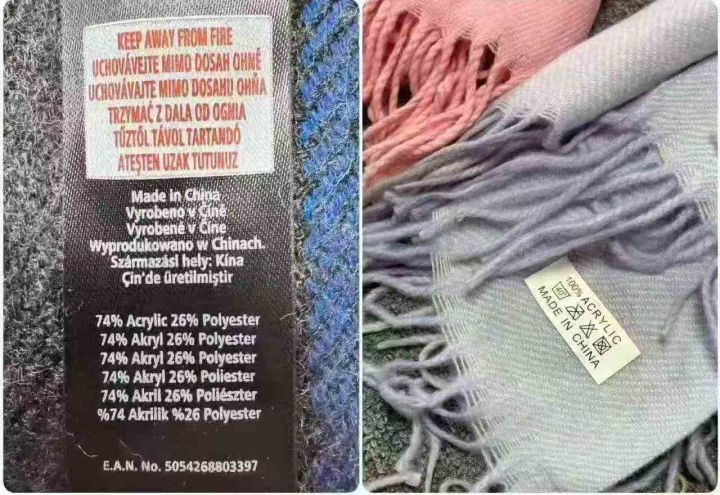 KEEP AWAY FROM FIRE
UCHOVÁVEJTE MIMO DOSAH OHNĚ
UCHOVÁVAJTE MIMO DOSAHU OHŇA
TRZYMAĆ Z DALA OD OGNIA
TŰZTŐL TÁVOL TARTANDÓ
ATEŞTEN UZAK TUTUNUZ
Made in China
Vyrobeno v Číně
Vyrobené v Číne
Wyprodukowano w Chinach.
Származási hely: Kína
Çin'de üretilmiştir
74% Acrylic 26% Polyester
74% Akryl 26% Polyester
74% Akryl 26% Polyester
74% Akryl 26% Poliester
74% Akril 26% Poliészter
%74 Akrilik %26 Polyester
E.A.N. No. 5054268803397
100% ACRYLIC
40
MADE IN CHINA